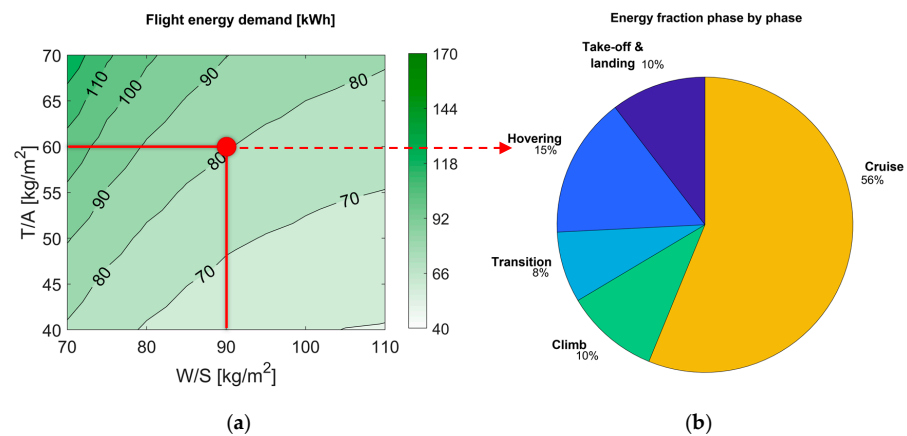 Flight energy demand [kWh]
Energy fraction phase by phase
70
65
60
55
50
45
40
T/A [kg/m²]
70
80
90
100
110
W/S [kg/m²]
110
100
90
80
90
80
80
70
70
170
144
118
92
66
40
Take-off &
landing
10%
Hovering
15%
Transition
8%
Climb
10%
Cruise
56%
(a)
(b)